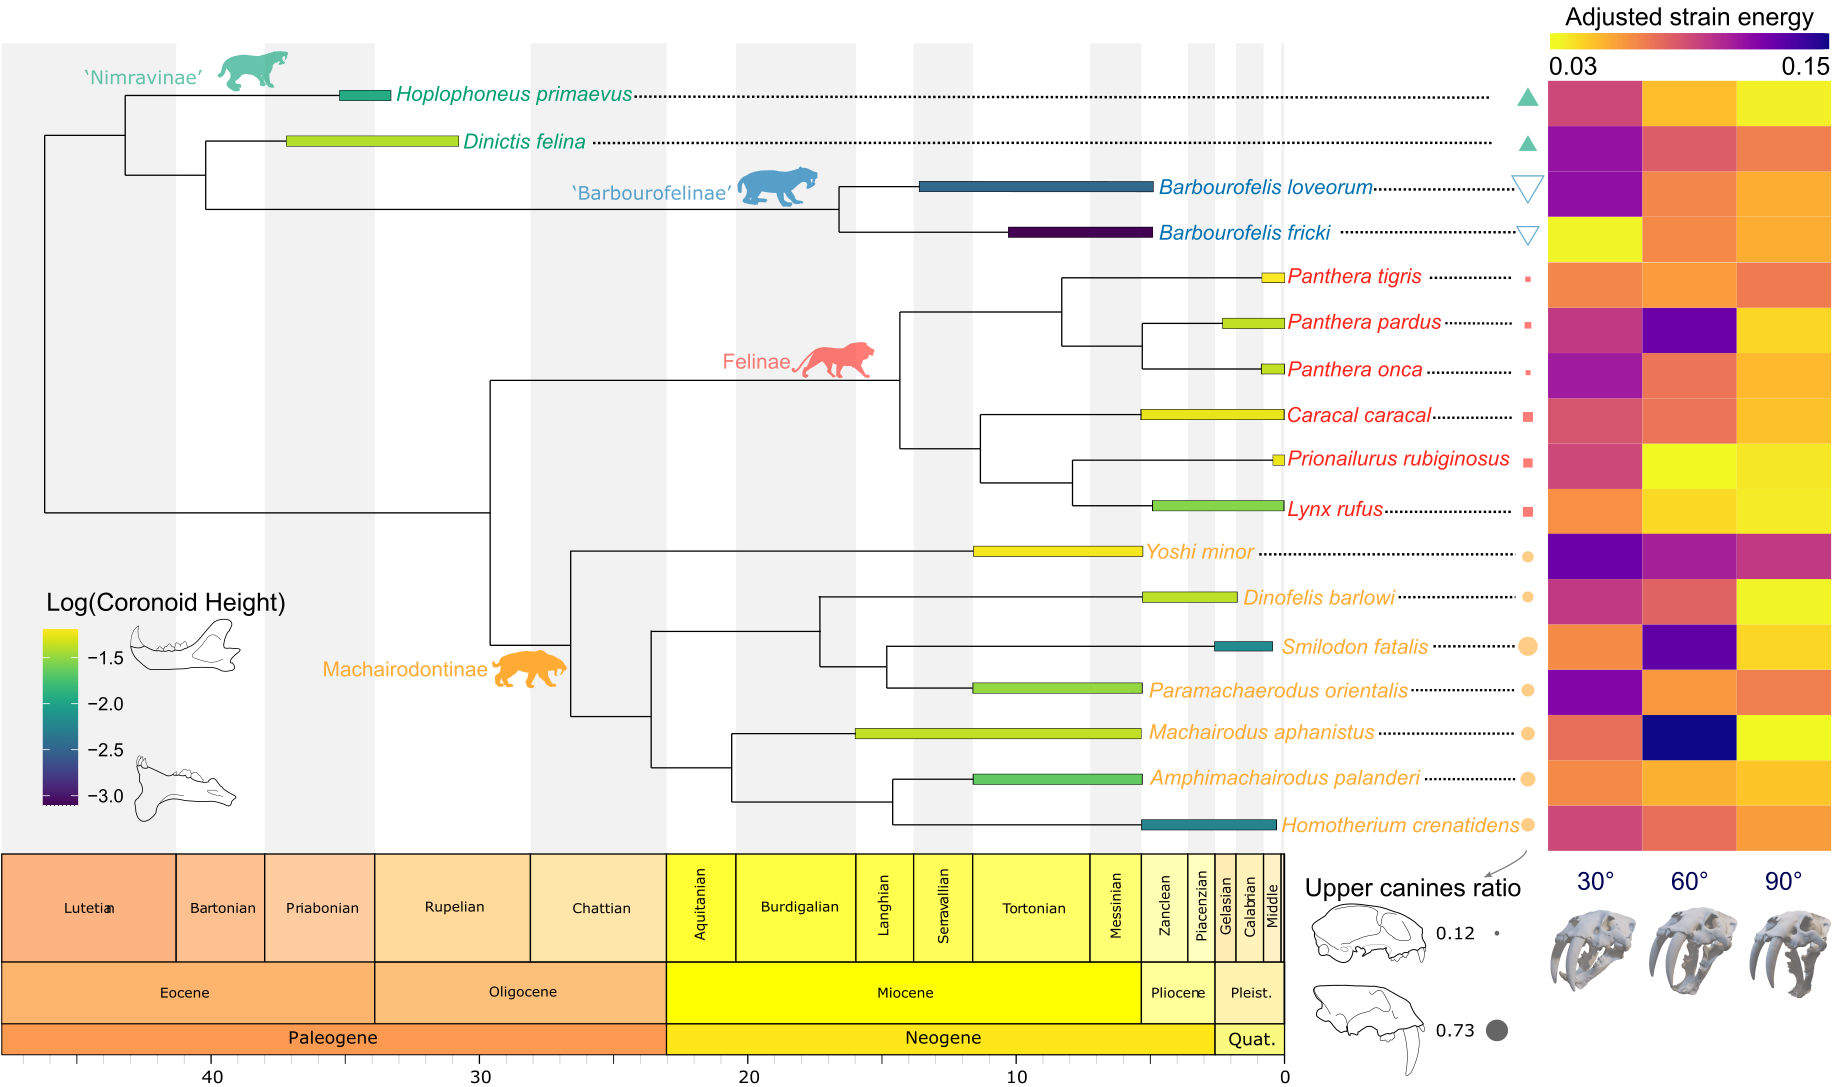 Adjusted strain energy
0.03 0.15
‘Nimravinae’
Hoplophoneus primaevus
Dinictis felina
‘Barbourofelinae’
Barbourofelis loveorum
Barbourofelis fricki
Panthera tigris
Panthera pardus
Felinae
Panthera onca
Caracal caracal
Prionailurus rubiginosus
Lynx rufus
Yoshi minor
Dinofelis barlowi
Log(Coronoid Height)
Smilodon fatalis
−1.5
Machairodontinae
Paramachaerodus orientalis
−2.0
Machairodus aphanistus
−2.5
Amphimachairodus palanderi
−3.0
Homotherium crenatidens
30° 60° 90°
Upper canines ratio
0.12
0.73
Lutetian Bartonian Priabonian Rupelian Chattian Aquitanian Burdigalian Langhian Serravallian Tortonian Messinian Zanclean Piacenzian Gelasian Calabrian Middle
Eocene Oligocene Miocene Pliocene Pleist.
Paleogene Neogene Quat.
40 30 20 10 0